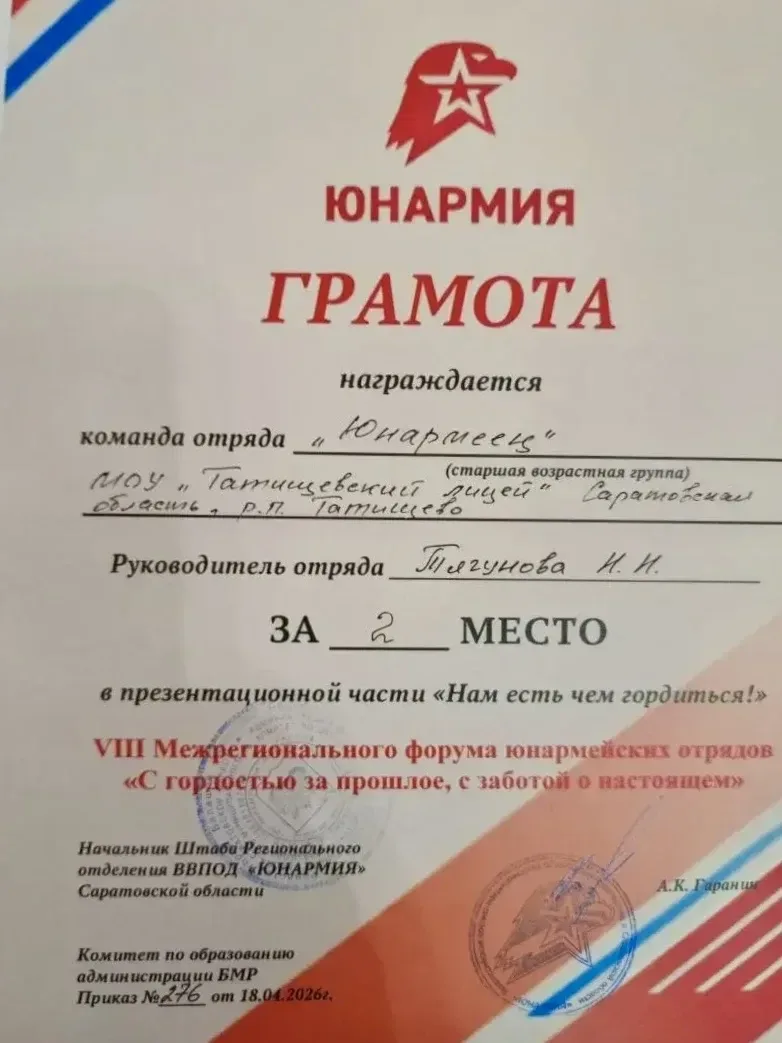 ЮНАРМИЯ
ГРАМОТА
награждается
команда отряда „Юнармеец“
(старшая возрастная группа)
МОУ „Татищевский лицей“ Саратовская
область, р.п. Татищево
Руководитель отряда Тягунова И. И.
ЗА 2 МЕСТО
в презентационной части «Нам есть чем гордиться!»
VIII Межрегионального форума юнармейских отрядов
«С гордостью за прошлое, с заботой о настоящем»
Начальник Штаба Регионального
отделения ВВПОД «ЮНАРМИЯ»
Саратовской области
А.К. Гаранин
Комитет по образованию
администрации БМР
Приказ №276 от 18.04.2026г.